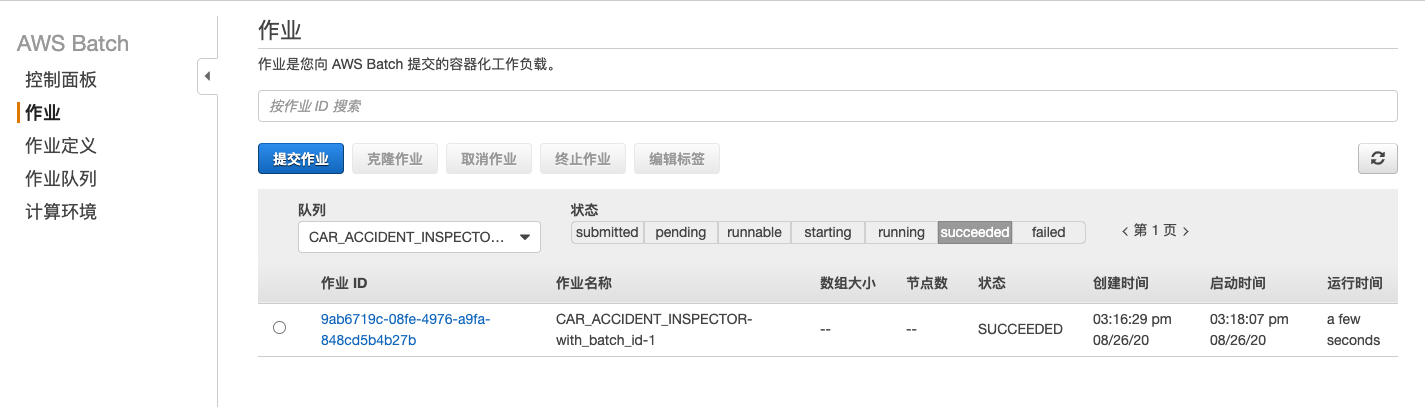 作业
AWS Batch
作业是您向 AWS Batch 提交的容器化工作负载。
控制面板
作业
作业定义
作业队列
计算环境
按作业 ID 搜索
提交作业 克隆作业 取消作业 终止作业 编辑标签
队列 状态
CAR_ACCIDENT_INSPECTO... submitted pending runnable starting running succeeded failed < 第 1 页 >
作业 ID 作业名称 数组大小 节点数 状态 创建时间 启动时间 运行时间
9ab6719c-08fe-4976-a9fa- CAR_ACCIDENT_INSPECTOR- -- -- SUCCEEDED 03:16:29 pm 03:18:07 pm a few
848cd5b4b27b with_batch_id-1 08/26/20 08/26/20 seconds